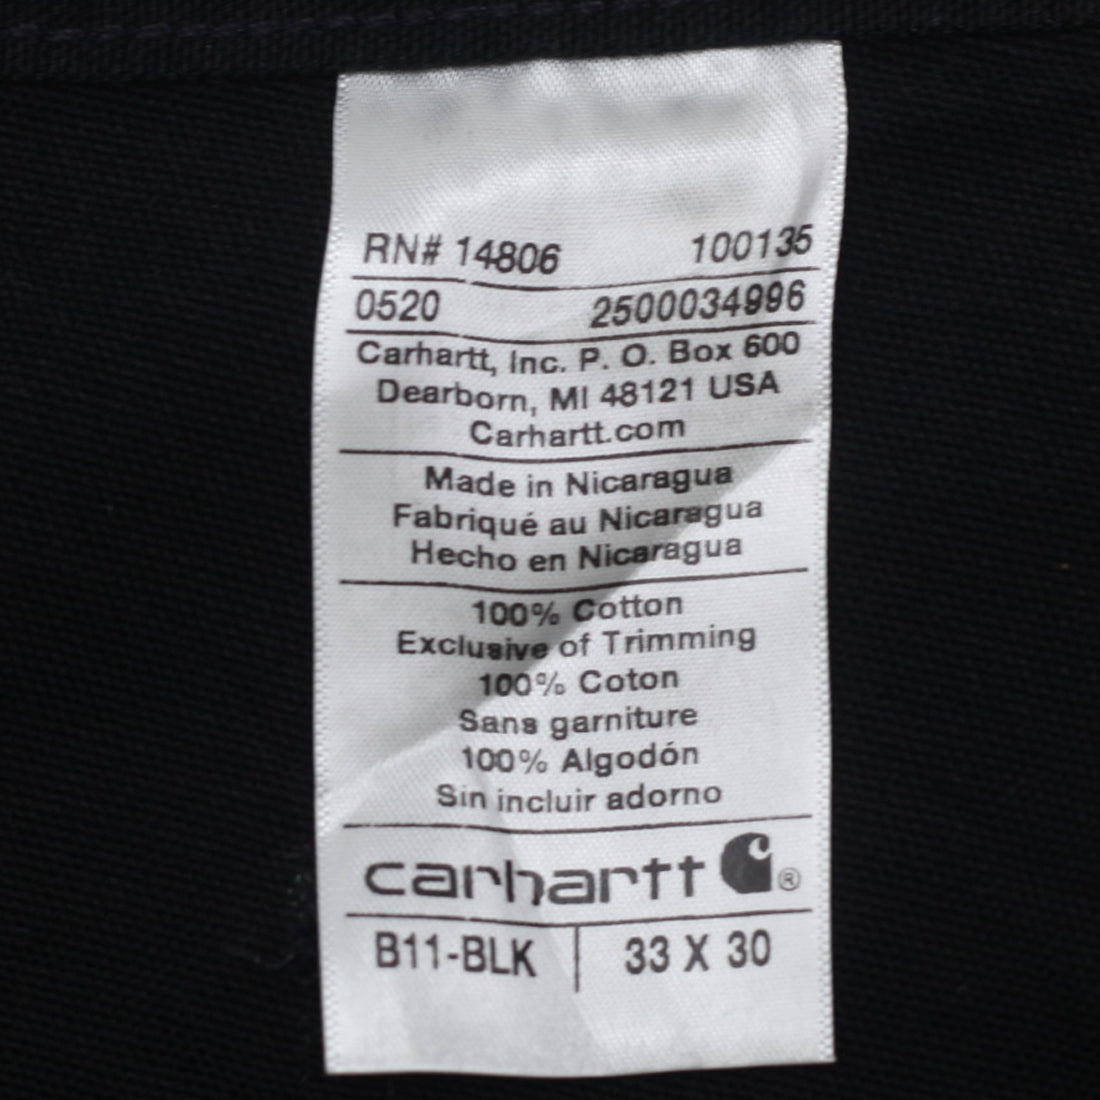 RN# 14806 100135
0520 2500034996
Carhartt, Inc. P. O. Box 600
Dearborn, MI 48121 USA
Carhartt.com
Made in Nicaragua
Fabriqué au Nicaragua
Hecho en Nicaragua
100% Cotton
Exclusive of Trimming
100% Coton
Sans garniture
100% Algodón
Sin incluir adorno
carhartt ®
B11-BLK | 33 X 30